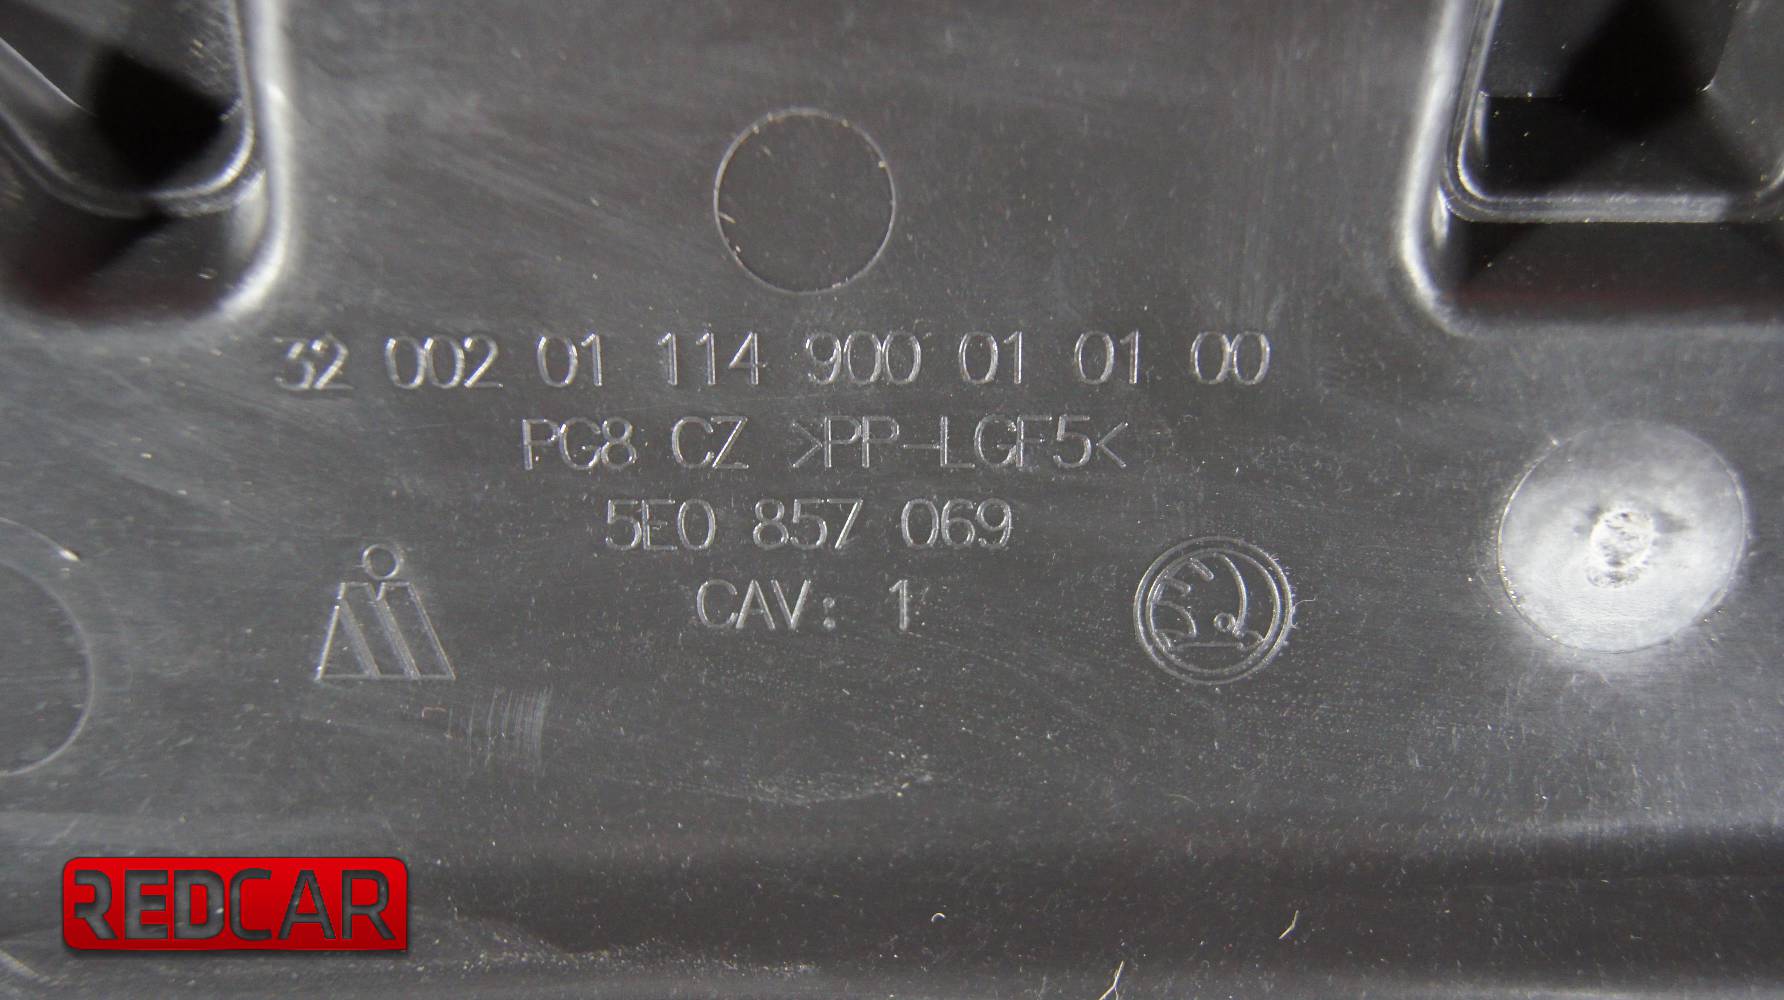 32 002 01 114 900 01 01 00
PG8 CZ >PP-LGF5<
5E0 857 069
CAV: 1
REDCAR